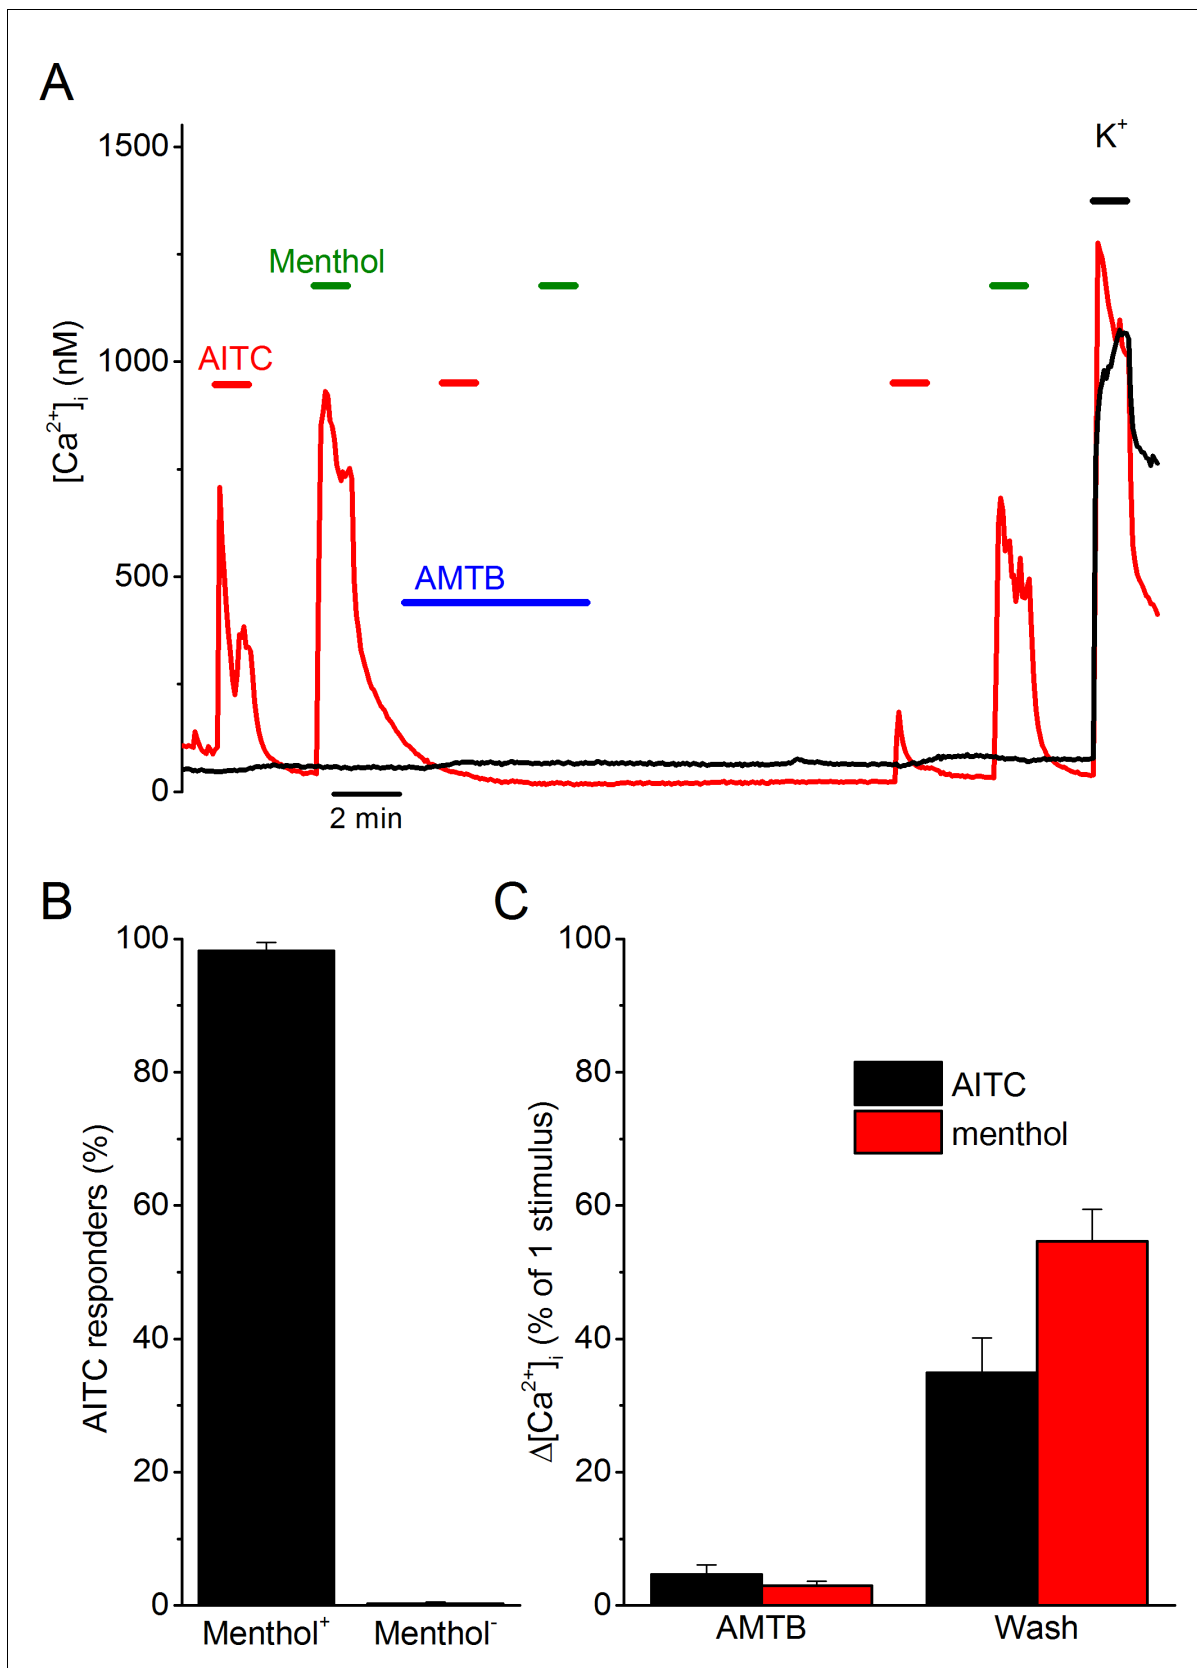 A
1500
1000
500
0
[Ca²⁺]ᵢ (nM)
K⁺
Menthol
AITC
AMTB
2 min
B
100
80
60
40
20
0
AITC responders (%)
Menthol⁺
Menthol⁻
C
100
80
60
40
20
0
Δ[Ca²⁺]ᵢ (% of 1 stimulus)
AITC
menthol
AMTB
Wash